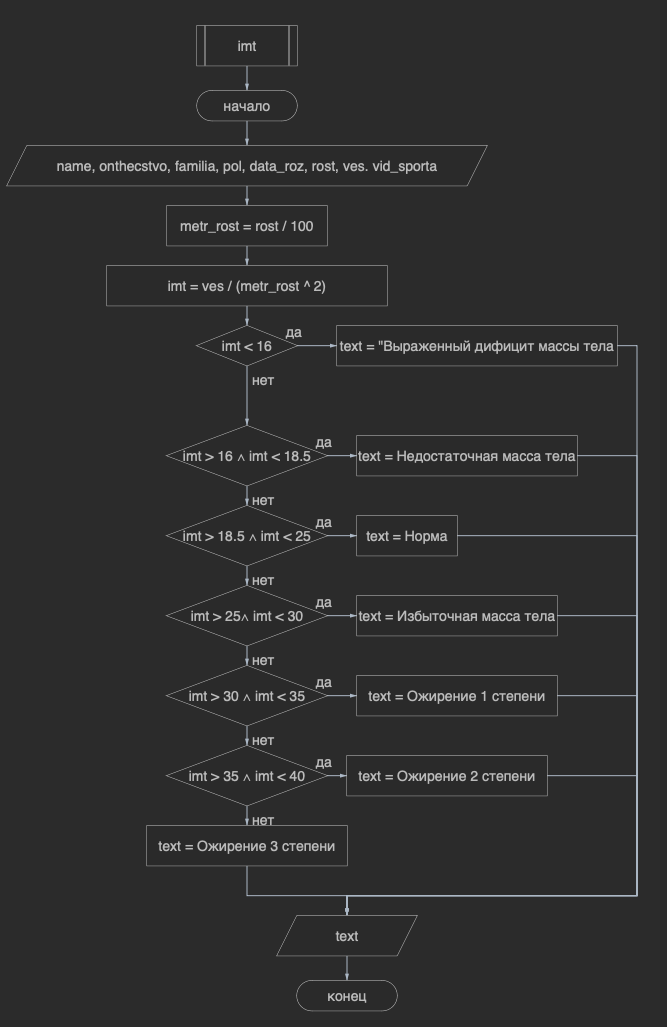 imt
начало
name, onthecstvo, familia, pol, data_roz, rost, ves. vid_sporta
metr_rost = rost / 100
imt = ves / (metr_rost ^ 2)
imt < 16
да
text = "Выраженный дифицит массы тела
нет
imt > 16 ∧ imt < 18.5
да
text = Недостаточная масса тела
нет
imt > 18.5 ∧ imt < 25
да
text = Норма
нет
imt > 25∧ imt < 30
да
text = Избыточная масса тела
нет
imt > 30 ∧ imt < 35
да
text = Ожирение 1 степени
нет
imt > 35 ∧ imt < 40
да
text = Ожирение 2 степени
нет
text = Ожирение 3 степени
text
конец